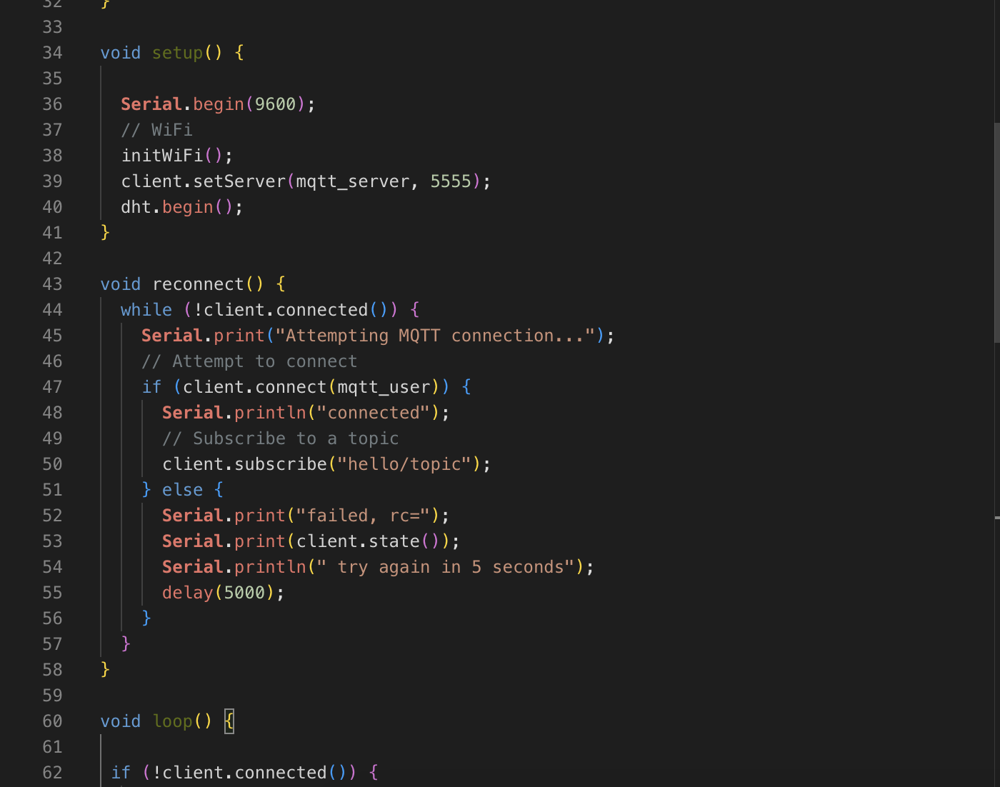 32 }
33
34 void setup() {
35
36   Serial.begin(9600);
37   // WiFi
38   initWiFi();
39   client.setServer(mqtt_server, 5555);
40   dht.begin();
41 }
42
43 void reconnect() {
44   while (!client.connected()) {
45     Serial.print("Attempting MQTT connection...");
46     // Attempt to connect
47     if (client.connect(mqtt_user)) {
48       Serial.println("connected");
49       // Subscribe to a topic
50       client.subscribe("hello/topic");
51     } else {
52       Serial.print("failed, rc=");
53       Serial.print(client.state());
54       Serial.println(" try again in 5 seconds");
55       delay(5000);
56     }
57   }
58 }
59
60 void loop() {
61
62  if (!client.connected()) {